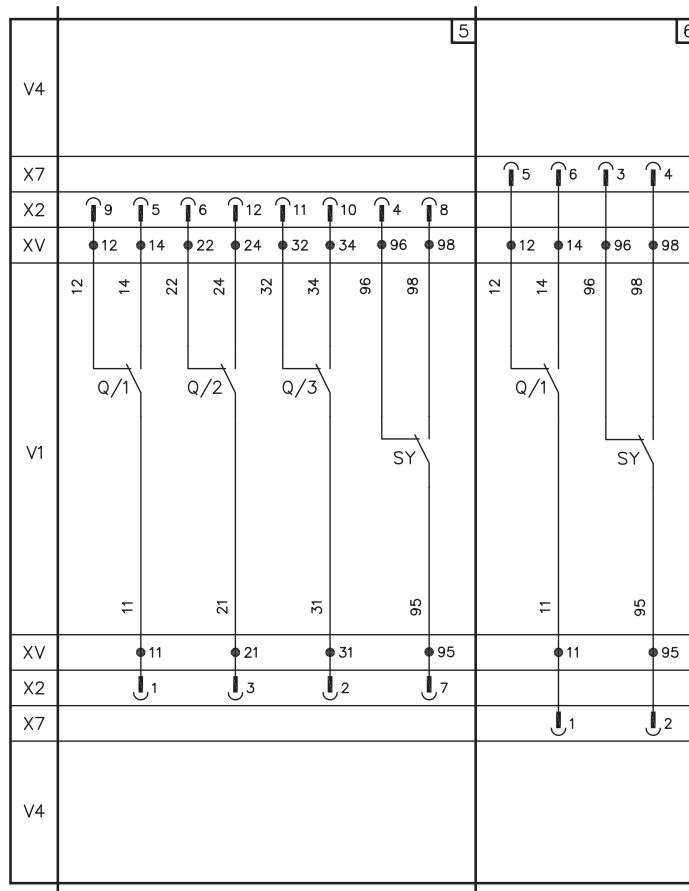 5 6
V4
X7 5 6 3 4
X2 9 5 6 12 11 10 4 8
XV 12 14 22 24 32 34 96 98 12 14 96 98
12 14 22 24 32 34 96 98 12 14 96 98
Q/1 Q/2 Q/3 Q/1
V1 SY SY
11 21 31 95 11 95
XV 11 21 31 95 11 95
X2 1 3 2 7
X7 1 2
V4